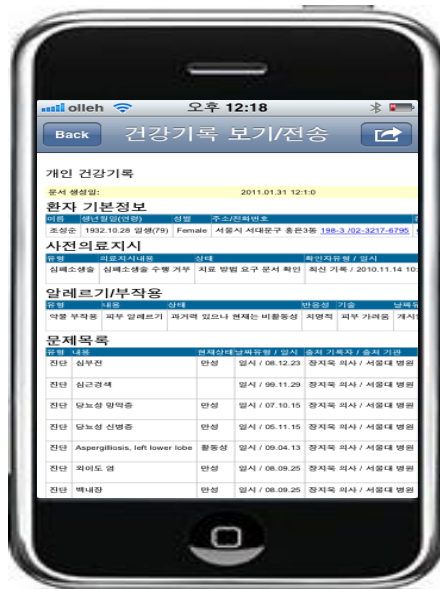 olleh 오후 12:18
Back 건강기록 보기/전송
개인 건강기록
문서 생성일: 2011.01.31 12:1:0
환자 기본정보
이름 생년월일(연령) 성별 주소/전화번호
조성순 1932.10.28 일생(79) Female 서울시 서대문구 홍은3동 198-3 /02-3217-6795
사전의료지시
유형 의료지시내용 상태 확인자유형 / 일시
심폐소생술 심폐소생술 수행 거부 치료 방법 요구 문서 확인 최신 기록 / 2010.11.14 10:
알레르기/부작용
유형 내용 상태 반응성 기술 날짜유
약물 부작용 피부 알레르기 과거력 있으나 현재는 비활동성 치명적 피부 가려움 개시
문제목록
유형 내용 현재상태 날짜유형 / 일시 출처 기록자 / 출처 기관
진단 심부전 만성 일시 / 08.12.23 장지욱 의사 / 서울대 병원
진단 심근경색 일시 / 99.11.29 장지욱 의사 / 서울대 병원
진단 당뇨성 망막증 만성 일시 / 07.10.15 장지욱 의사 / 서울대 병원
진단 당뇨성 신병증 만성 일시 / 05.11.15 장지욱 의사 / 서울대 병원
진단 Aspergilliosis, left lower lobe 활동성 일시 / 09.04.13 장지욱 의사 / 서울대 병원
진단 외이도 염 만성 일시 / 08.09.25 장지욱 의사 / 서울대 병원
진단 백내장 만성 일시 / 08.09.25 장지욱 의사 / 서울대 병원